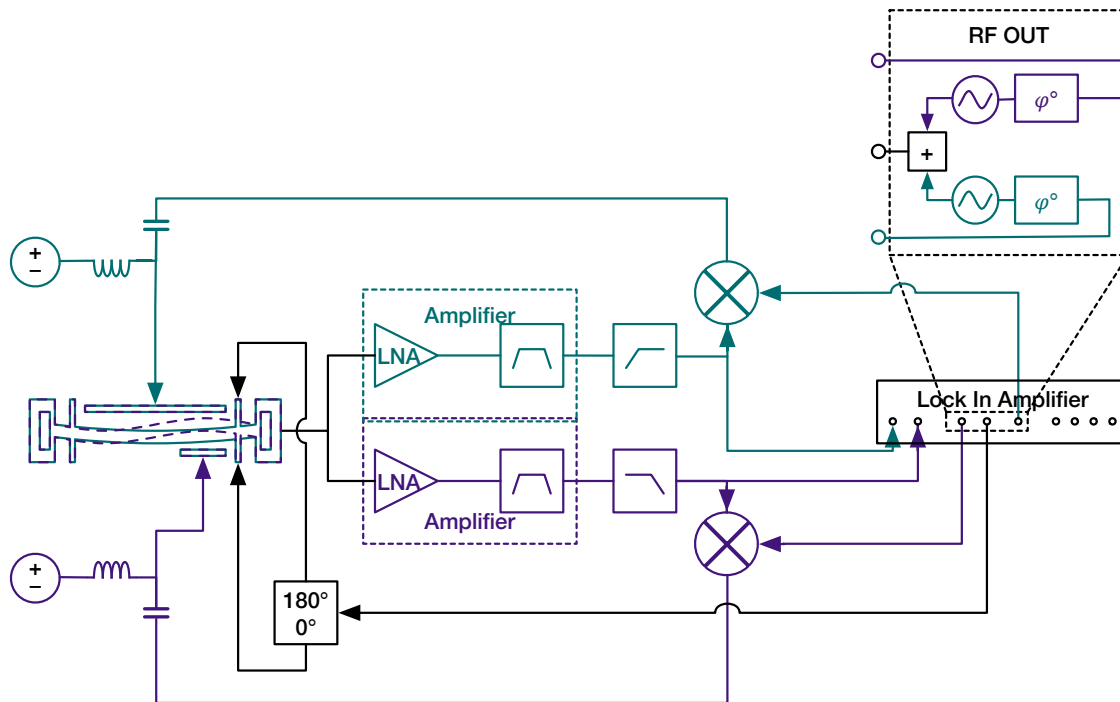 RF OUT
φ°
+
φ°
+
−
Amplifier
LNA
Lock In Amplifier
LNA
Amplifier
+
−
180°
0°